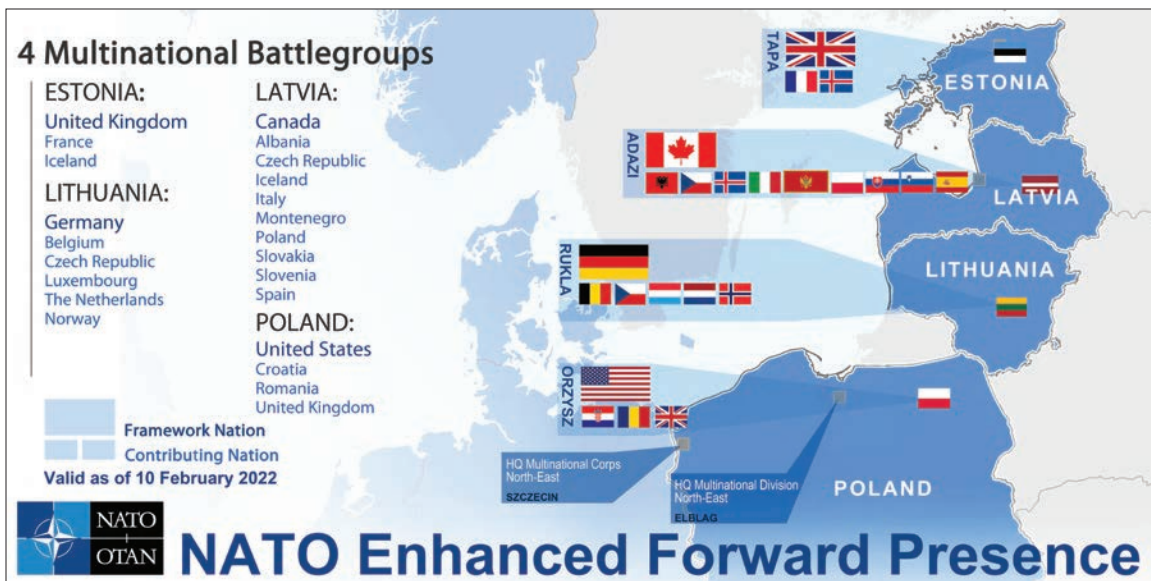 4 Multinational Battlegroups
ESTONIA:
United Kingdom
France
Iceland
LITHUANIA:
Germany
Belgium
Czech Republic
Luxembourg
The Netherlands
Norway
LATVIA:
Canada
Albania
Czech Republic
Iceland
Italy
Montenegro
Poland
Slovakia
Slovenia
Spain
POLAND:
United States
Croatia
Romania
United Kingdom
Framework Nation
Contributing Nation
Valid as of 10 February 2022
TAPA
ESTONIA
ADAZI
LATVIA
RUKLA
LITHUANIA
ORZYSZ
HQ Multinational Corps
North-East
SZCZECIN
HQ Multinational Division
North-East
ELBLAG
POLAND
NATO
OTAN
NATO Enhanced Forward Presence